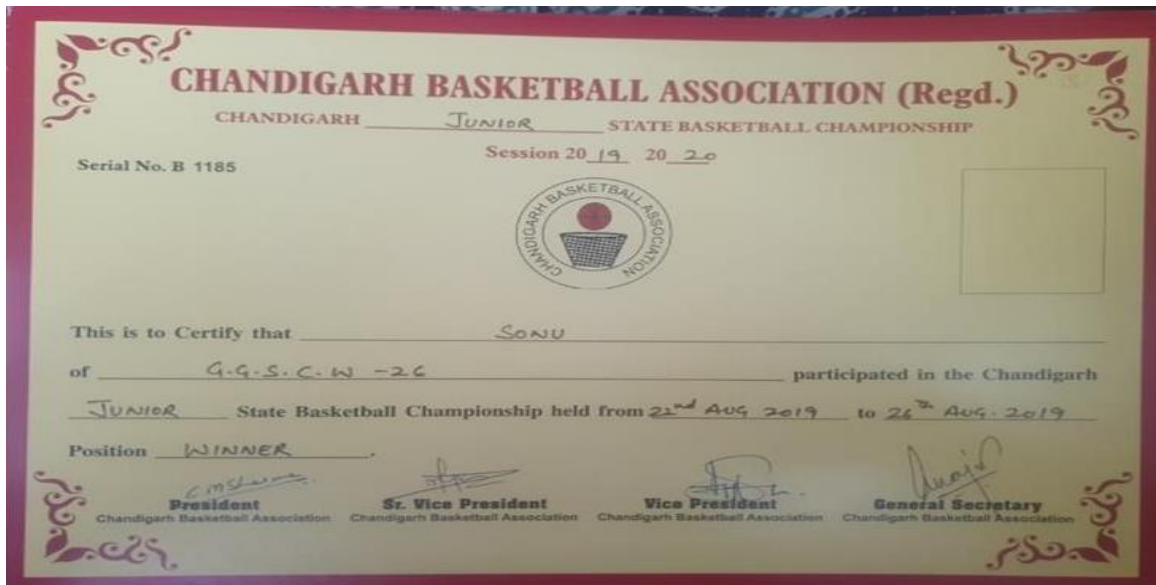 CHANDIGARH BASKETBALL ASSOCIATION (Regd.)
CHANDIGARH JUNIOR STATE BASKETBALL CHAMPIONSHIP
Session 20 19 20 20
Serial No. B 1185
CHANDIGARH BASKETBALL ASSOCIATION
This is to Certify that SONU
of G.G.S.C.W -26 participated in the Chandigarh
JUNIOR State Basketball Championship held from 22nd AUG 2019 to 26th AUG. 2019
Position WINNER.
President Sr. Vice President Vice President General Secretary
Chandigarh Basketball Association Chandigarh Basketball Association Chandigarh Basketball Association Chandigarh Basketball Association